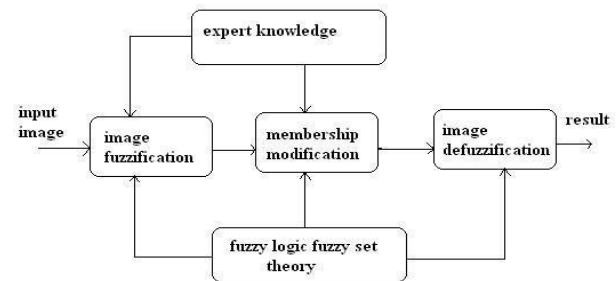 expert knowledge
input
image
image
fuzzification
membership
modification
image
defuzzification
result
fuzzy logic fuzzy set
theory